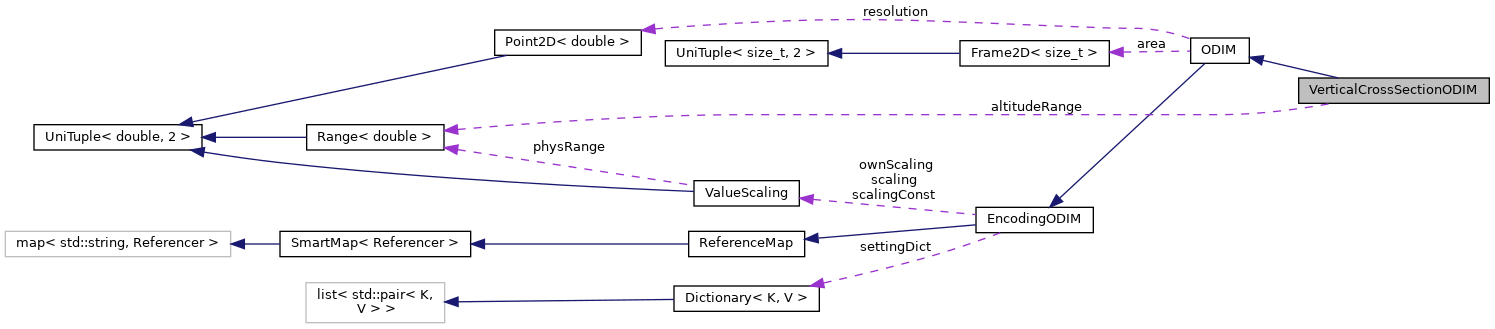 resolution
Point2D< double >
UniTuple< size_t, 2 >
Frame2D< size_t >
area
ODIM
VerticalCrossSectionODIM
altitudeRange
UniTuple< double, 2 >
Range< double >
physRange
ValueScaling
ownScaling
scaling
scalingConst
EncodingODIM
map< std::string, Referencer >
SmartMap< Referencer >
ReferenceMap
settingDict
list< std::pair< K,
V > >
Dictionary< K, V >